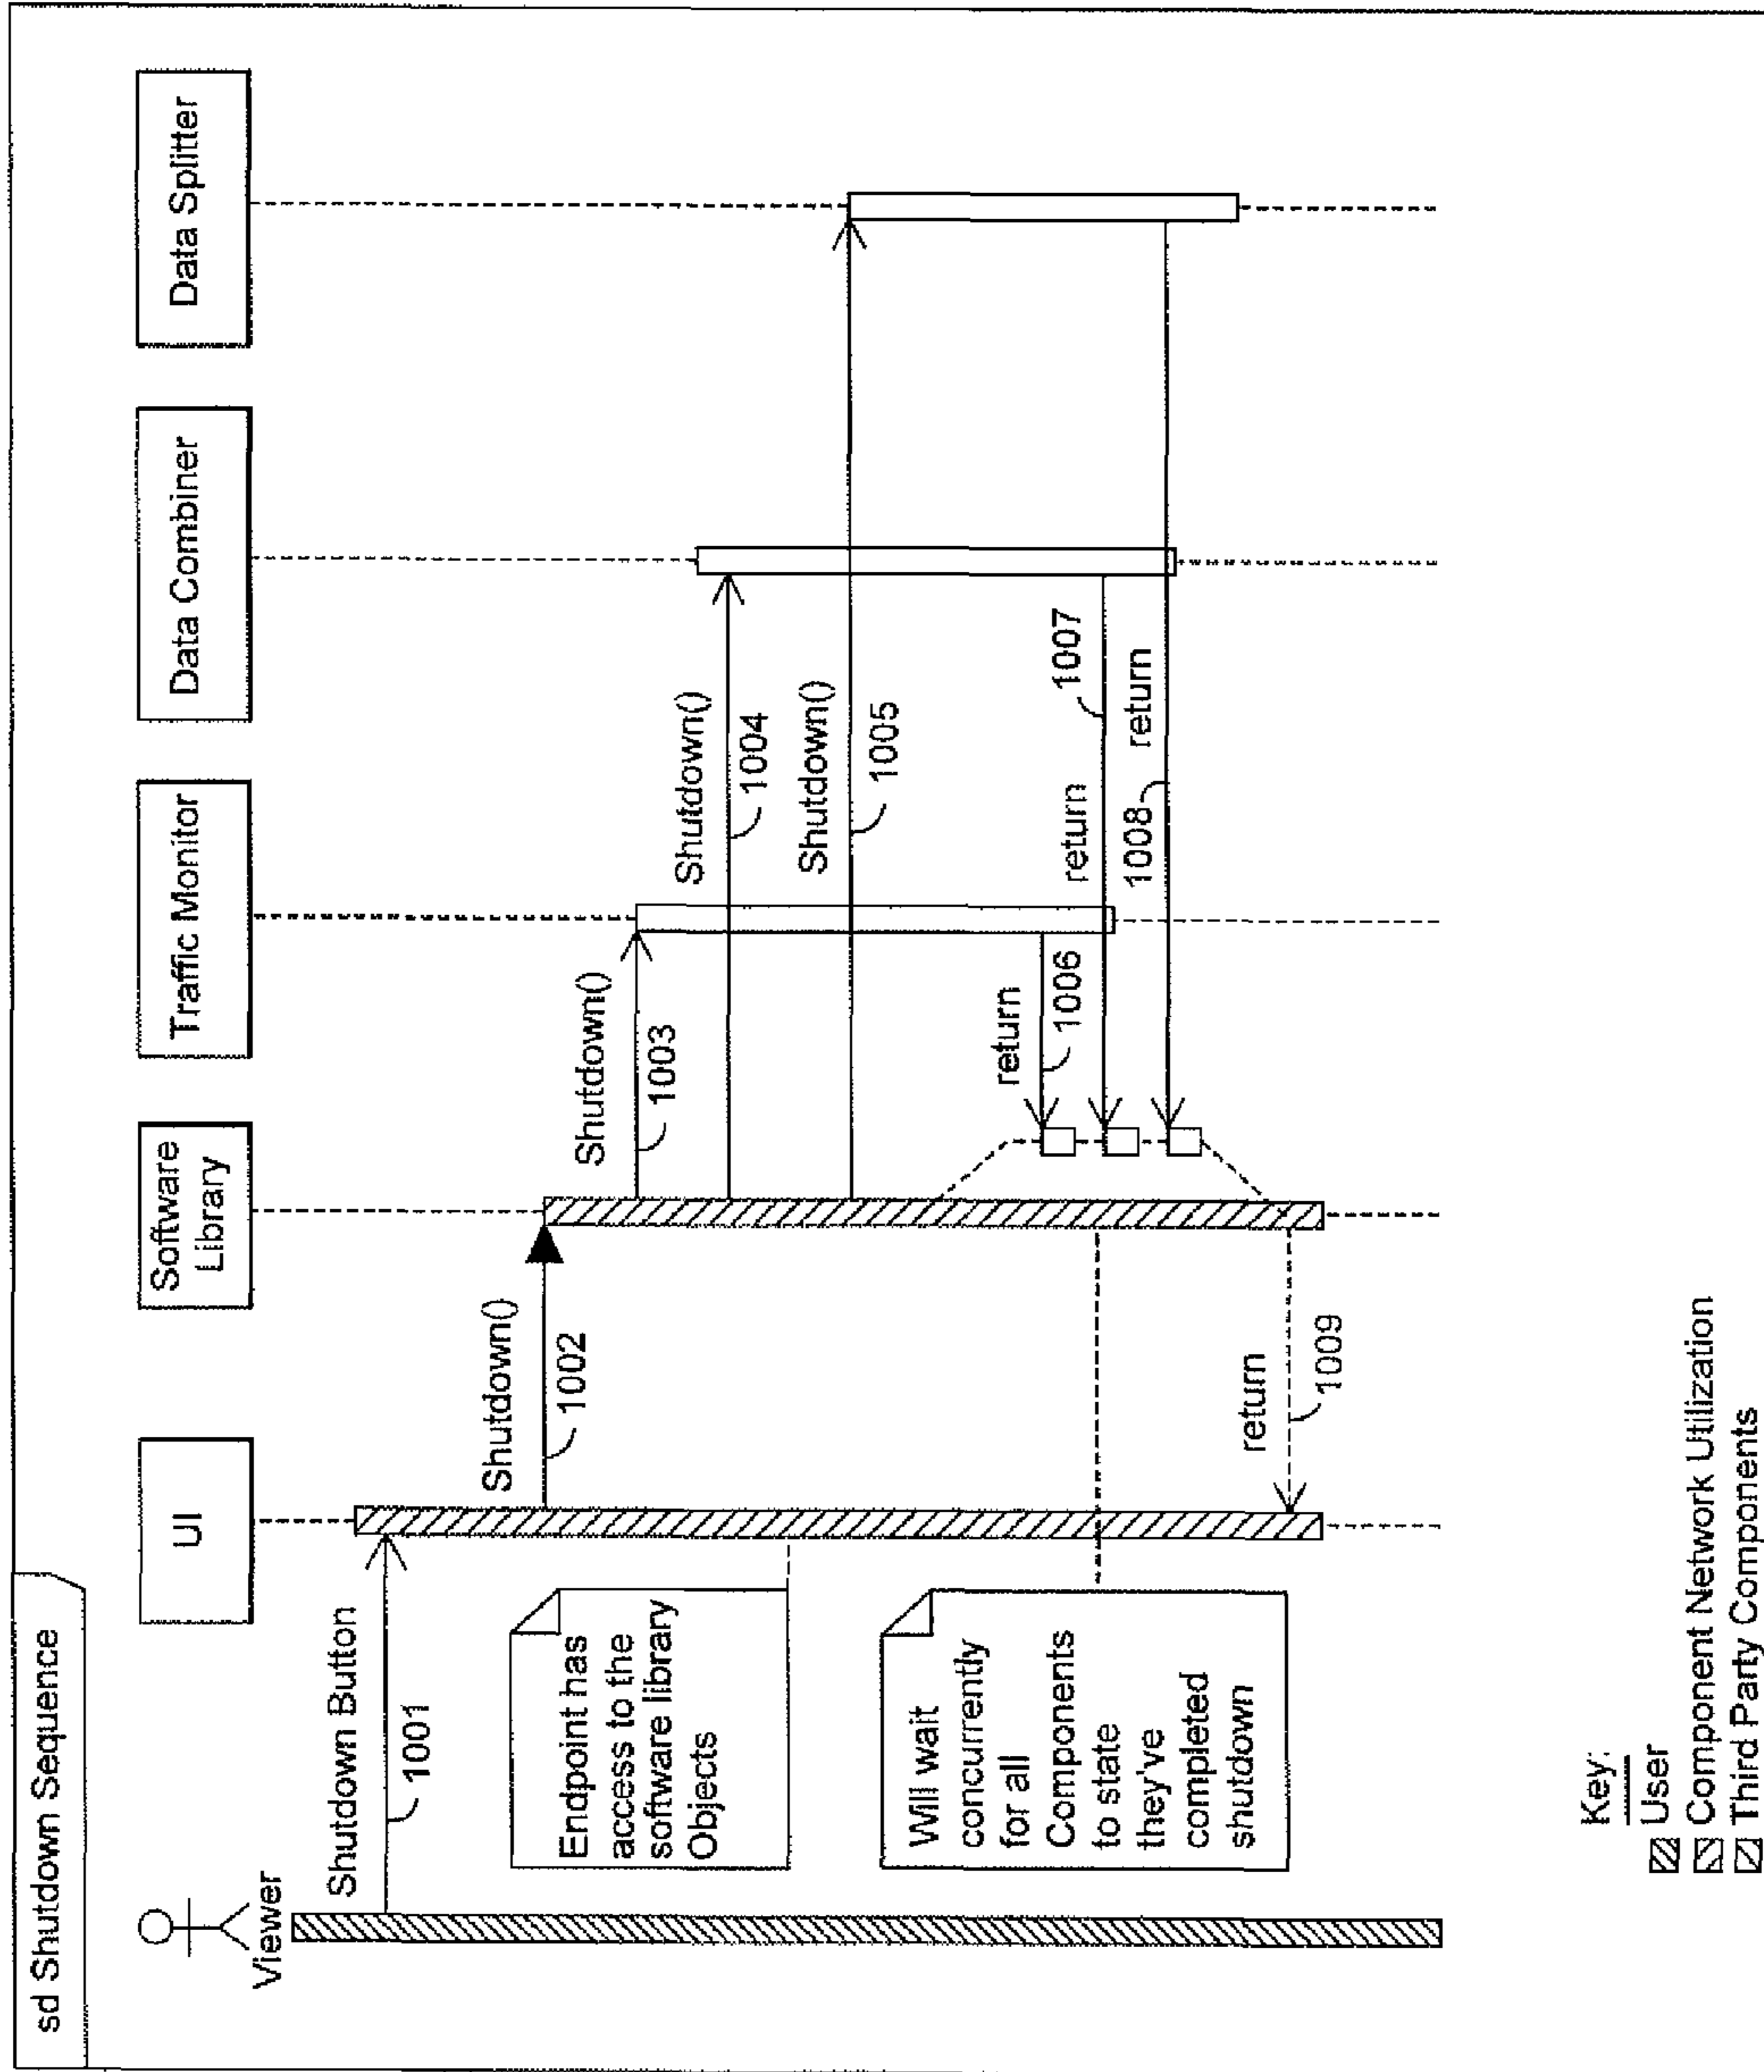 sd Shutdown Sequence
Viewer
UI
Software
Library
Traffic Monitor
Data Combiner
Data Splitter
Shutdown Button
1001
Shutdown()
1002
Shutdown()
1003
Shutdown()
1004
Shutdown()
1005
Endpoint has
access to the
software library
Objects
Will wait
concurrently
for all
Components
to state
they've
completed
shutdown
return
1006
return
1007
1008
return
return
1009
Key:
User
Component Network Utilization
Third Party Components